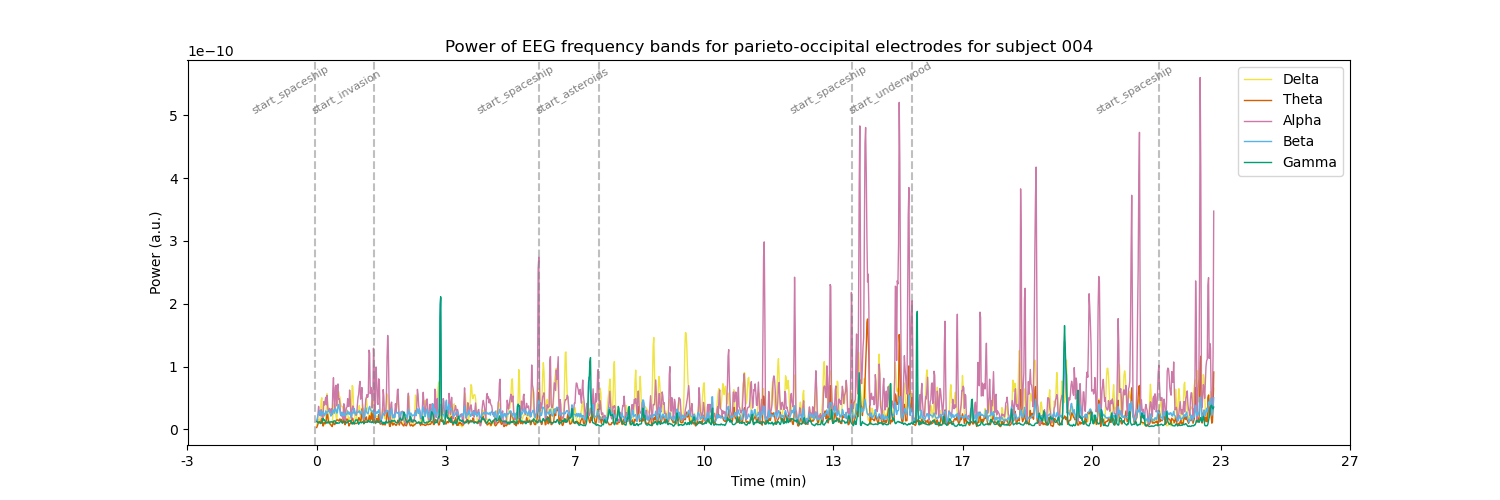 Power of EEG frequency bands for parieto-occipital electrodes for subject 004
1e−10
start_spaceship
start_invasion
start_spaceship
start_asteroids
start_spaceship
start_underwood
start_spaceship
Delta
Theta
Alpha
Beta
Gamma
5
4
3
2
1
0
Power (a.u.)
-3 0 3 7 10 13 17 20 23 27
Time (min)